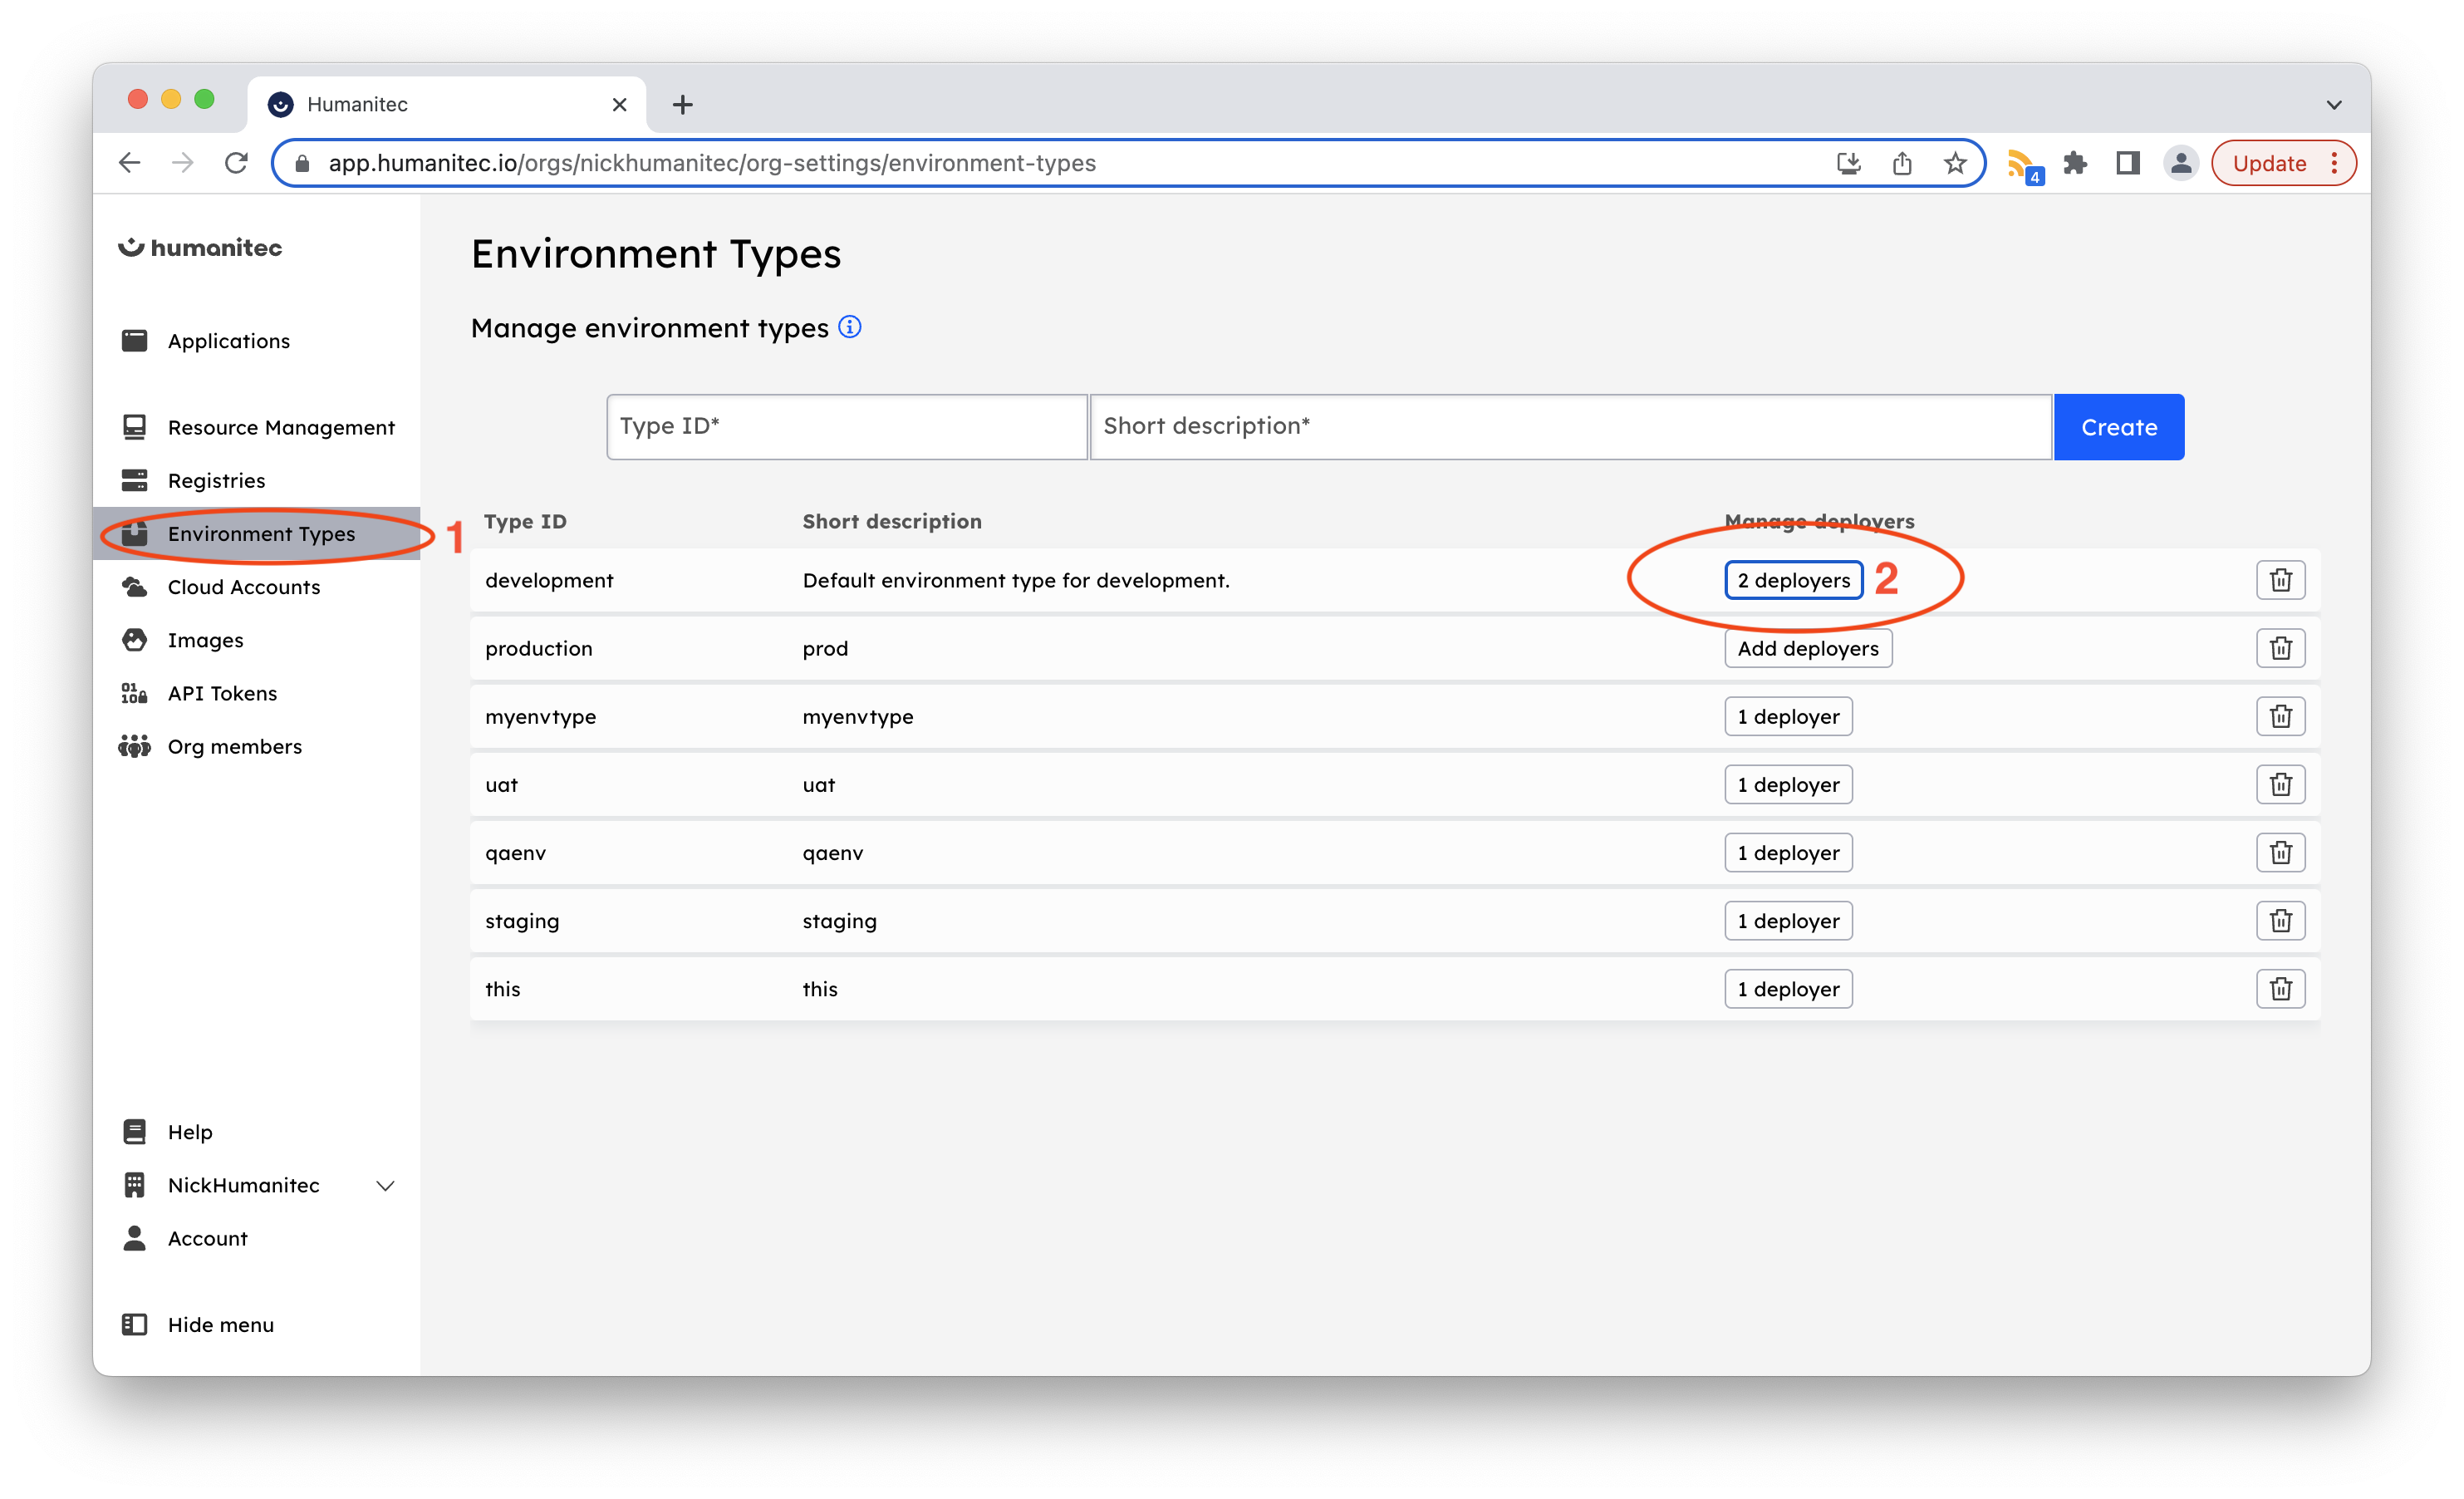 Humanitec
app.humanitec.io/orgs/nickhumanitec/org-settings/environment-types
4
Update
humanitec
Applications
Resource Management
Registries
Environment Types
1
Cloud Accounts
Images
API Tokens
Org members
Help
NickHumanitec
Account
Hide menu
Environment Types
Manage environment types
Type ID*
Short description*
Create
Type ID
Short description
Manage deployers
development
Default environment type for development.
2 deployers
2
production
prod
Add deployers
myenvtype
myenvtype
1 deployer
uat
uat
1 deployer
qaenv
qaenv
1 deployer
staging
staging
1 deployer
this
this
1 deployer